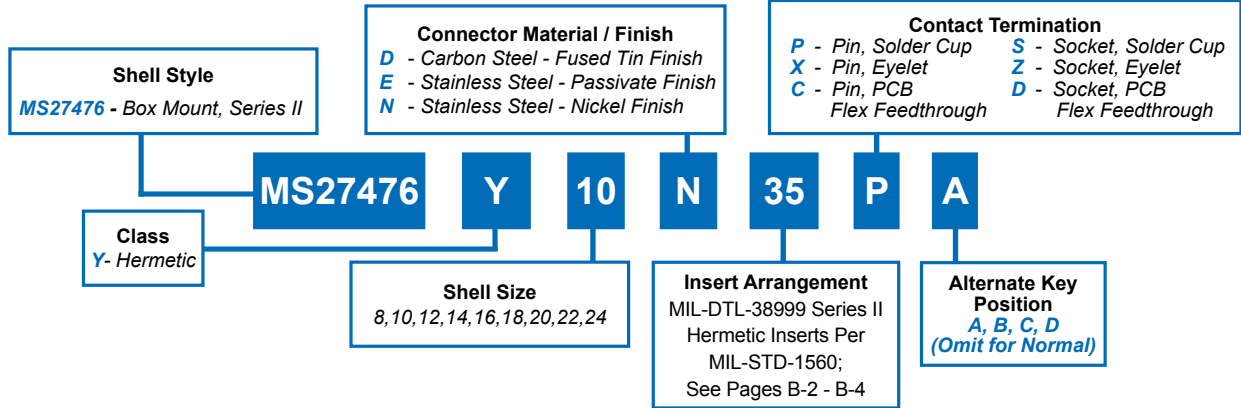 Shell Style
MS27476 - Box Mount, Series II
Connector Material / Finish
D - Carbon Steel - Fused Tin Finish
E - Stainless Steel - Passivate Finish
N - Stainless Steel - Nickel Finish
Contact Termination
P - Pin, Solder Cup
X - Pin, Eyelet
C - Pin, PCB
Flex Feedthrough
S - Socket, Solder Cup
Z - Socket, Eyelet
D - Socket, PCB
Flex Feedthrough
MS27476 Y 10 N 35 P A
Class
Y- Hermetic
Shell Size
8,10,12,14,16,18,20,22,24
Insert Arrangement
MIL-DTL-38999 Series II
Hermetic Inserts Per
MIL-STD-1560;
See Pages B-2 - B-4
Alternate Key
Position
A, B, C, D
(Omit for Normal)